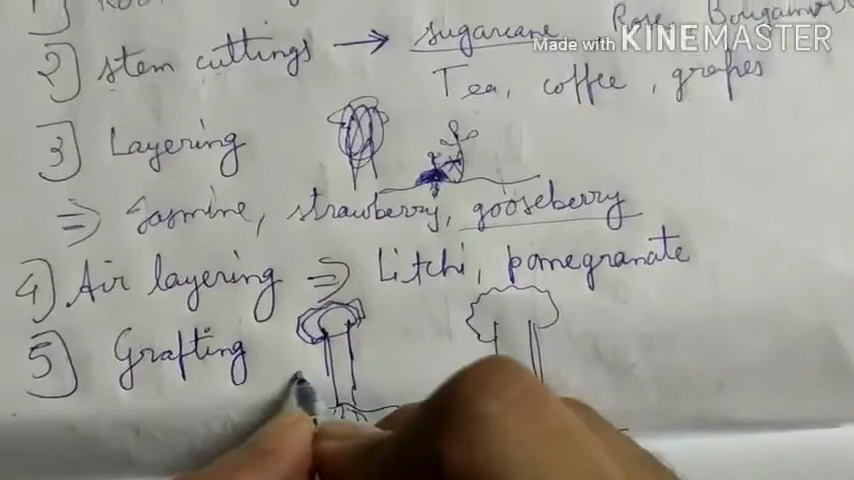 1)
2) stem cuttings → sugarcane, Rose,
Made with KINEMASTER
Tea, coffee, grapes
3) Layering
⇒ Jasmine, strawberry, gooseberry
4) Air layering ⇒ Litchi, pomegranate
5) Grafting